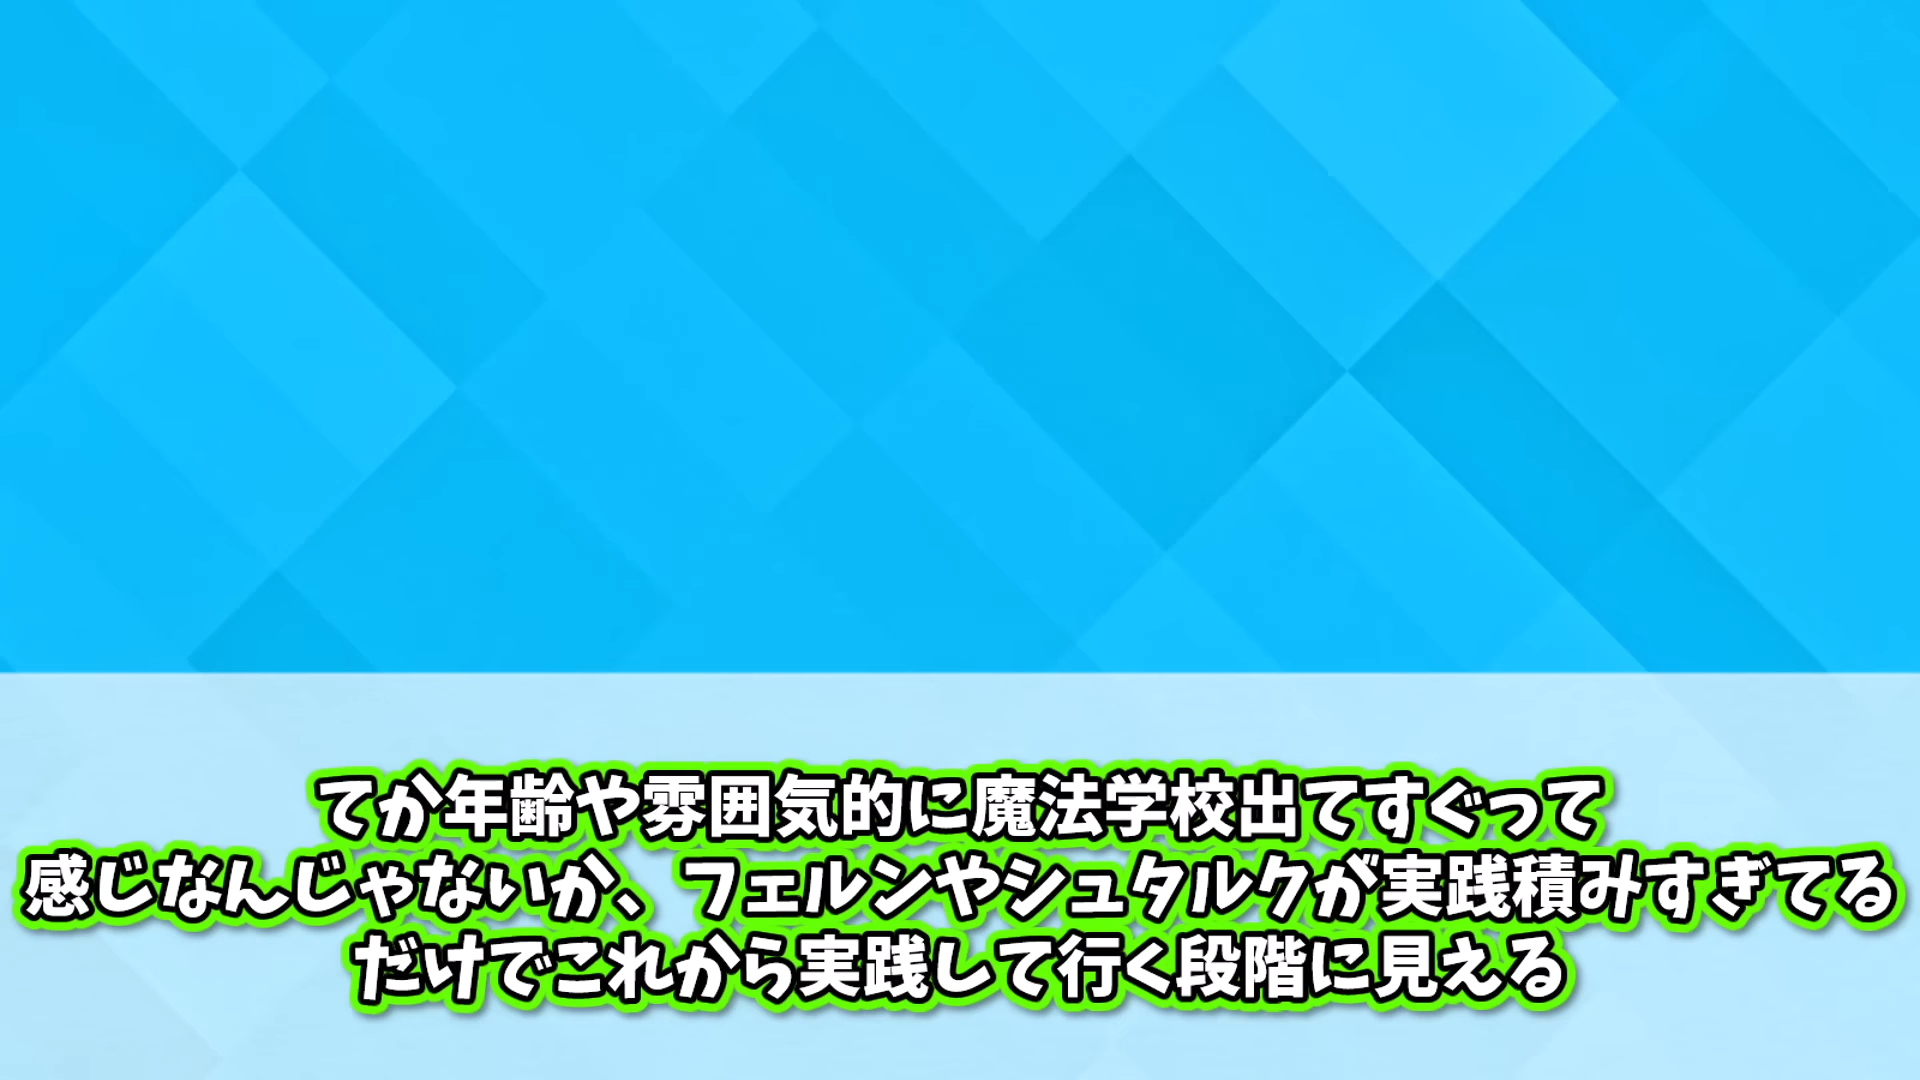 てか年齢や雰囲気的に魔法学校出てすぐって
感じなんじゃないか、フェルンやシュタルクが実践積みすぎてる
だけでこれから実践して行く段階に見える